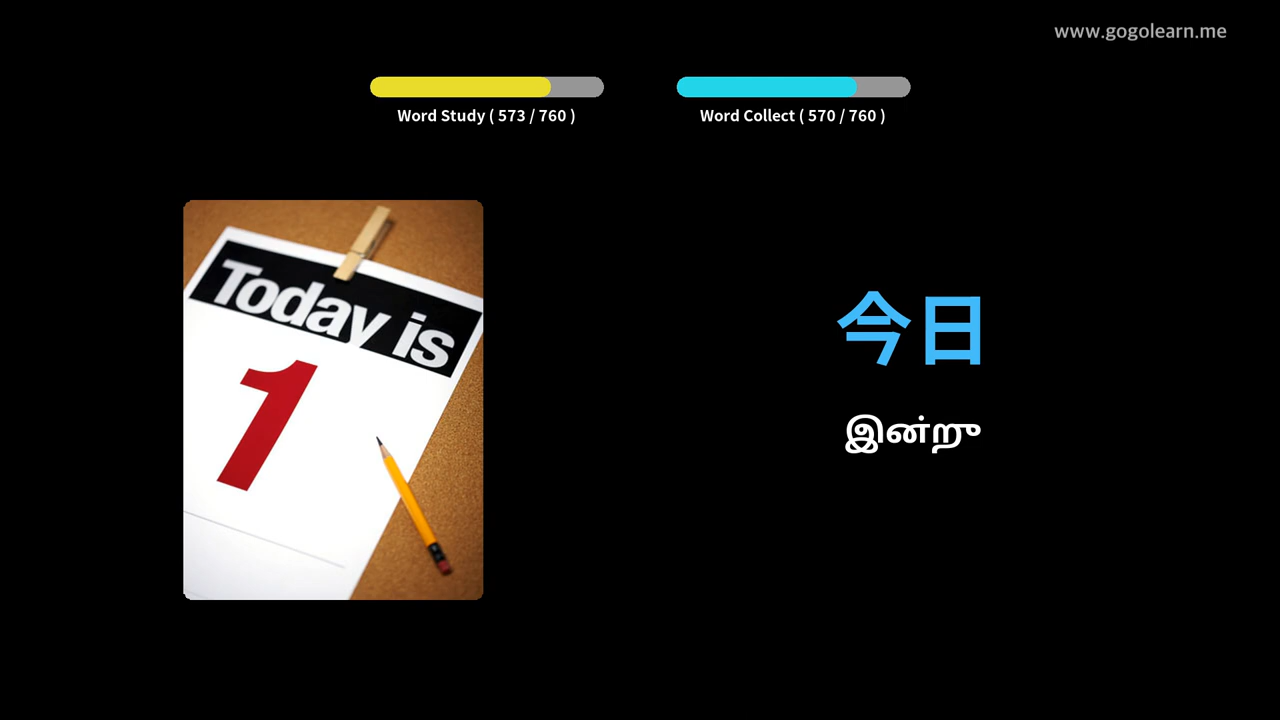 www.gogolearn.me
Word Study ( 573 / 760 )
Word Collect ( 570 / 760 )
Today is
1
今日
இன்று